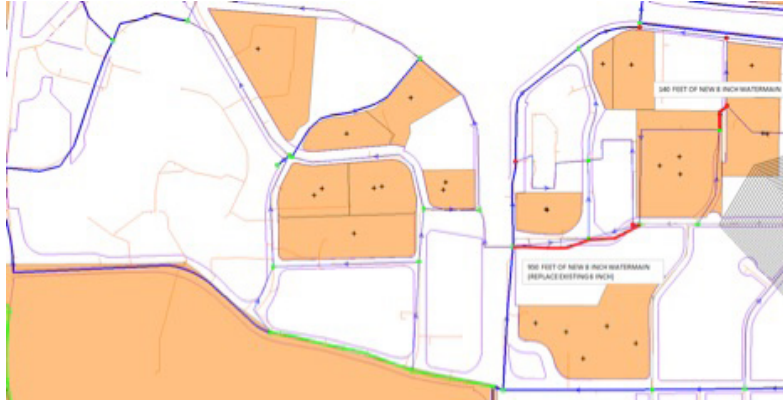 140 FEET OF NEW 8 INCH WATERMAIN
950 FEET OF NEW 8 INCH WATERMAIN
(REPLACE EXISTING 6 INCH)